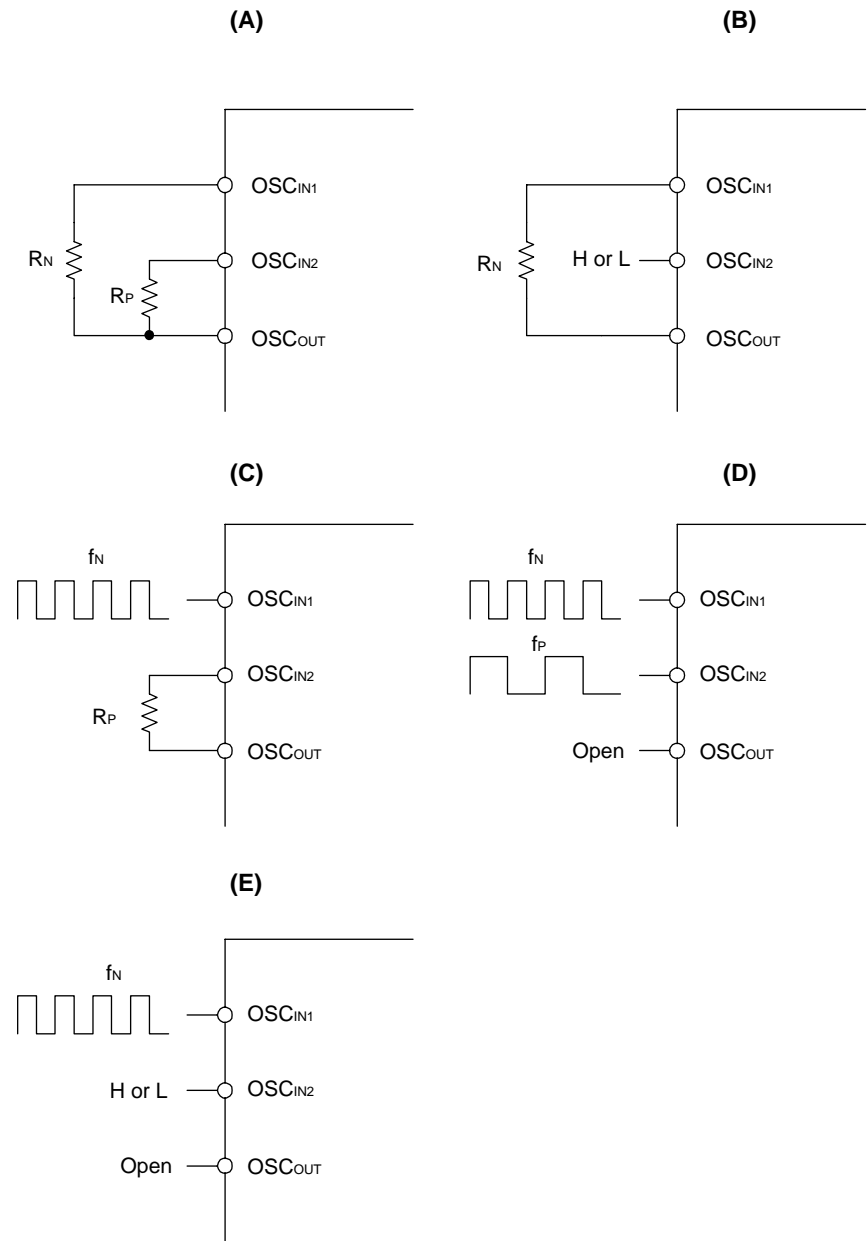 (A)
OSCIN1
RN
OSCIN2
RP
OSCOUT
(B)
OSCIN1
RN
H or L
OSCIN2
OSCOUT
(C)
fN
OSCIN1
OSCIN2
RP
OSCOUT
(D)
fN
OSCIN1
fP
OSCIN2
Open
OSCOUT
(E)
fN
OSCIN1
H or L
OSCIN2
Open
OSCOUT